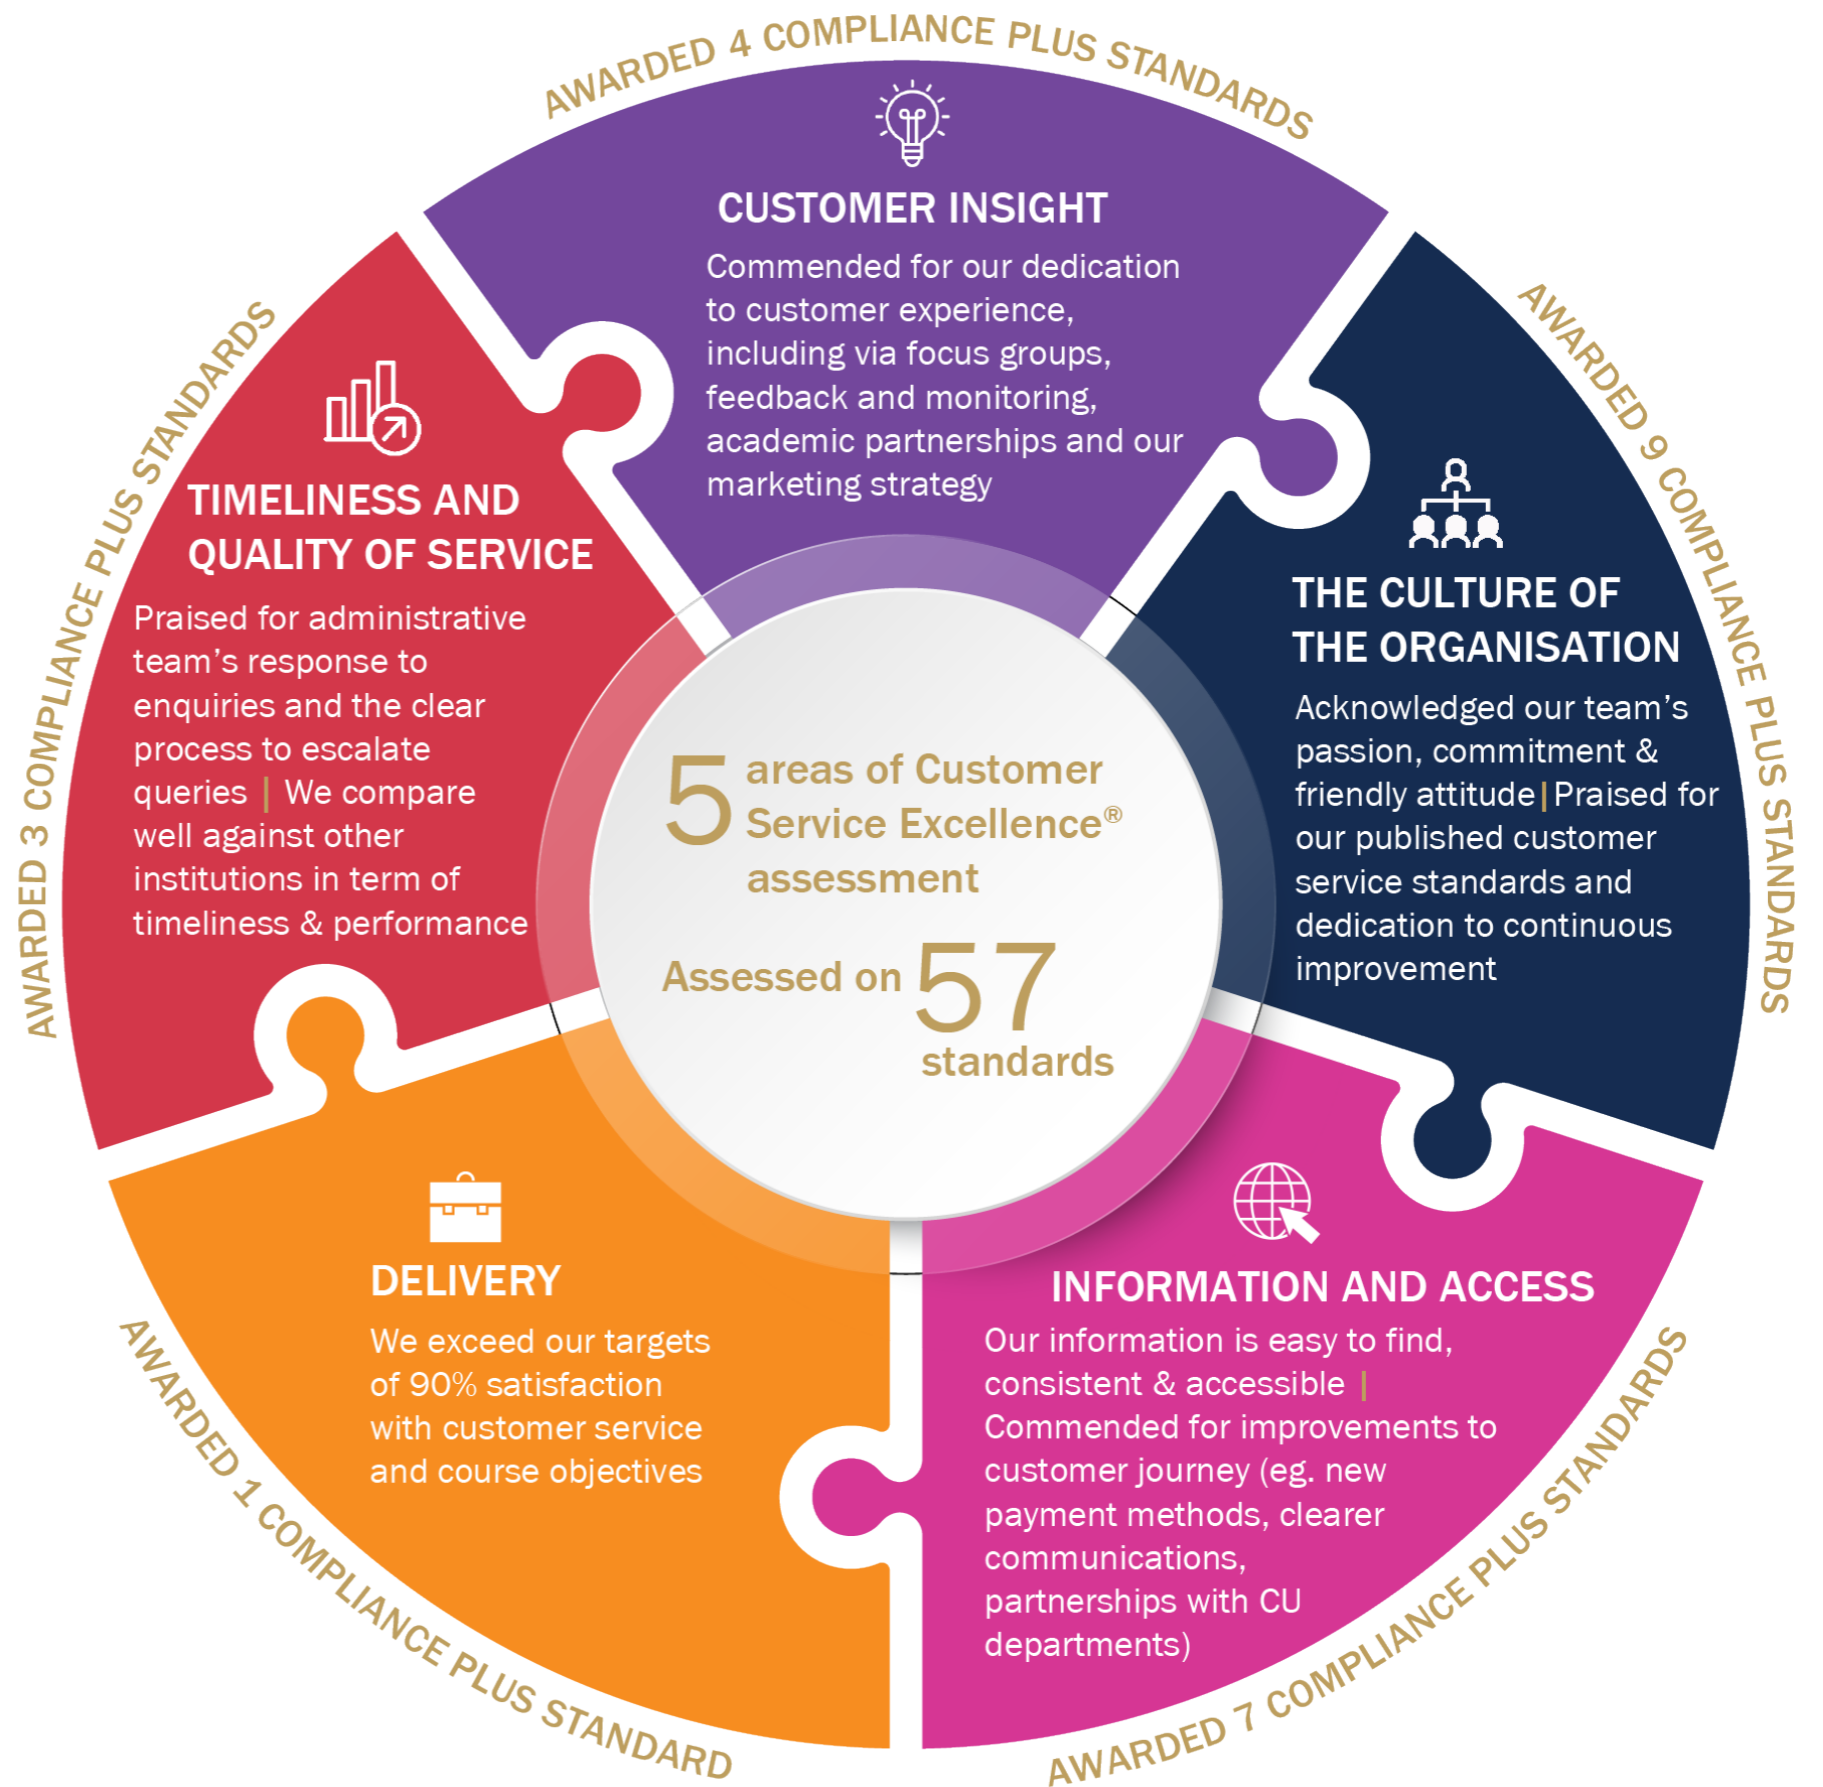 AWARDED 4 COMPLIANCE PLUS STANDARDS
CUSTOMER INSIGHT
Commended for our dedication
to customer experience,
including via focus groups,
feedback and monitoring,
academic partnerships and our
marketing strategy
AWARDED 9 COMPLIANCE PLUS STANDARDS
THE CULTURE OF
THE ORGANISATION
Acknowledged our team's
passion, commitment &
friendly attitude|Praised for
our published customer
service standards and
dedication to continuous
improvement
AWARDED 7 COMPLIANCE PLUS STANDARDS
INFORMATION AND ACCESS
Our information is easy to find,
consistent & accessible |
Commended for improvements to
customer journey (eg. new
payment methods, clearer
communications,
partnerships with CU
departments)
AWARDED 1 COMPLIANCE PLUS STANDARD
DELIVERY
We exceed our targets
of 90% satisfaction
with customer service
and course objectives
AWARDED 3 COMPLIANCE PLUS STANDARDS
TIMELINESS AND
QUALITY OF SERVICE
Praised for administrative
team's response to
enquiries and the clear
process to escalate
queries | We compare
well against other
institutions in term of
timeliness & performance
5 areas of Customer
Service Excellence®
assessment
Assessed on 57
standards